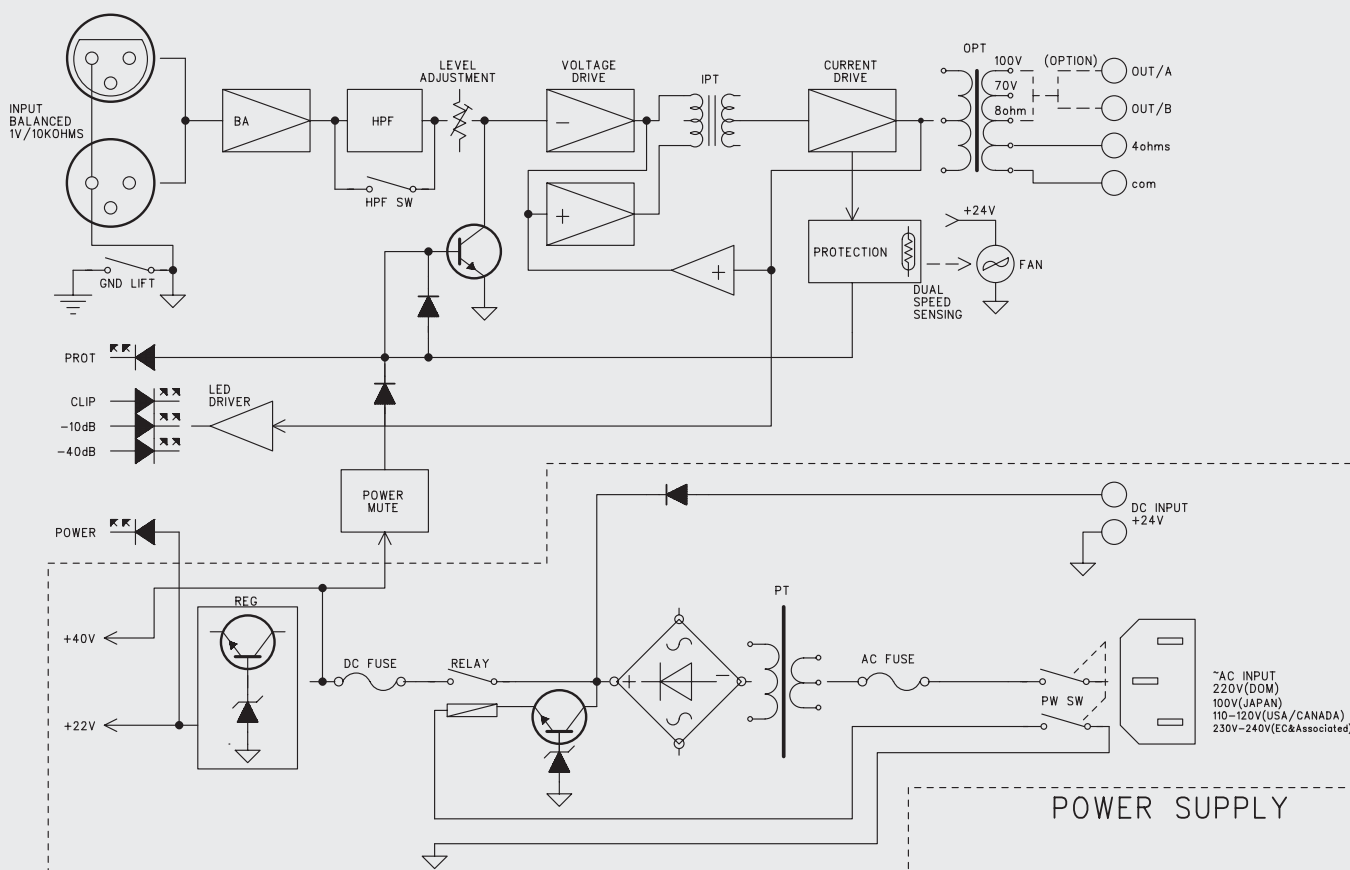 INPUT
BALANCED
1V/10KOHMS
BA
HPF
HPF SW
LEVEL
ADJUSTMENT
VOLTAGE
DRIVE
−
+
+
IPT
CURRENT
DRIVE
OPT
100V
70V
8ohm
(OPTION)
OUT/A
OUT/B
4ohms
com
GND LIFT
PROTECTION
DUAL
SPEED
SENSING
+24V
FAN
PROT
CLIP
-10dB
-40dB
LED
DRIVER
POWER
MUTE
POWER
DC INPUT
+24V
REG
+40V
+22V
DC FUSE
RELAY
+
−
PT
AC FUSE
PW SW
~AC INPUT
220V(DOM)
100V(JAPAN)
110-120V(USA/CANADA)
230V-240V(EC&Associated)
POWER SUPPLY